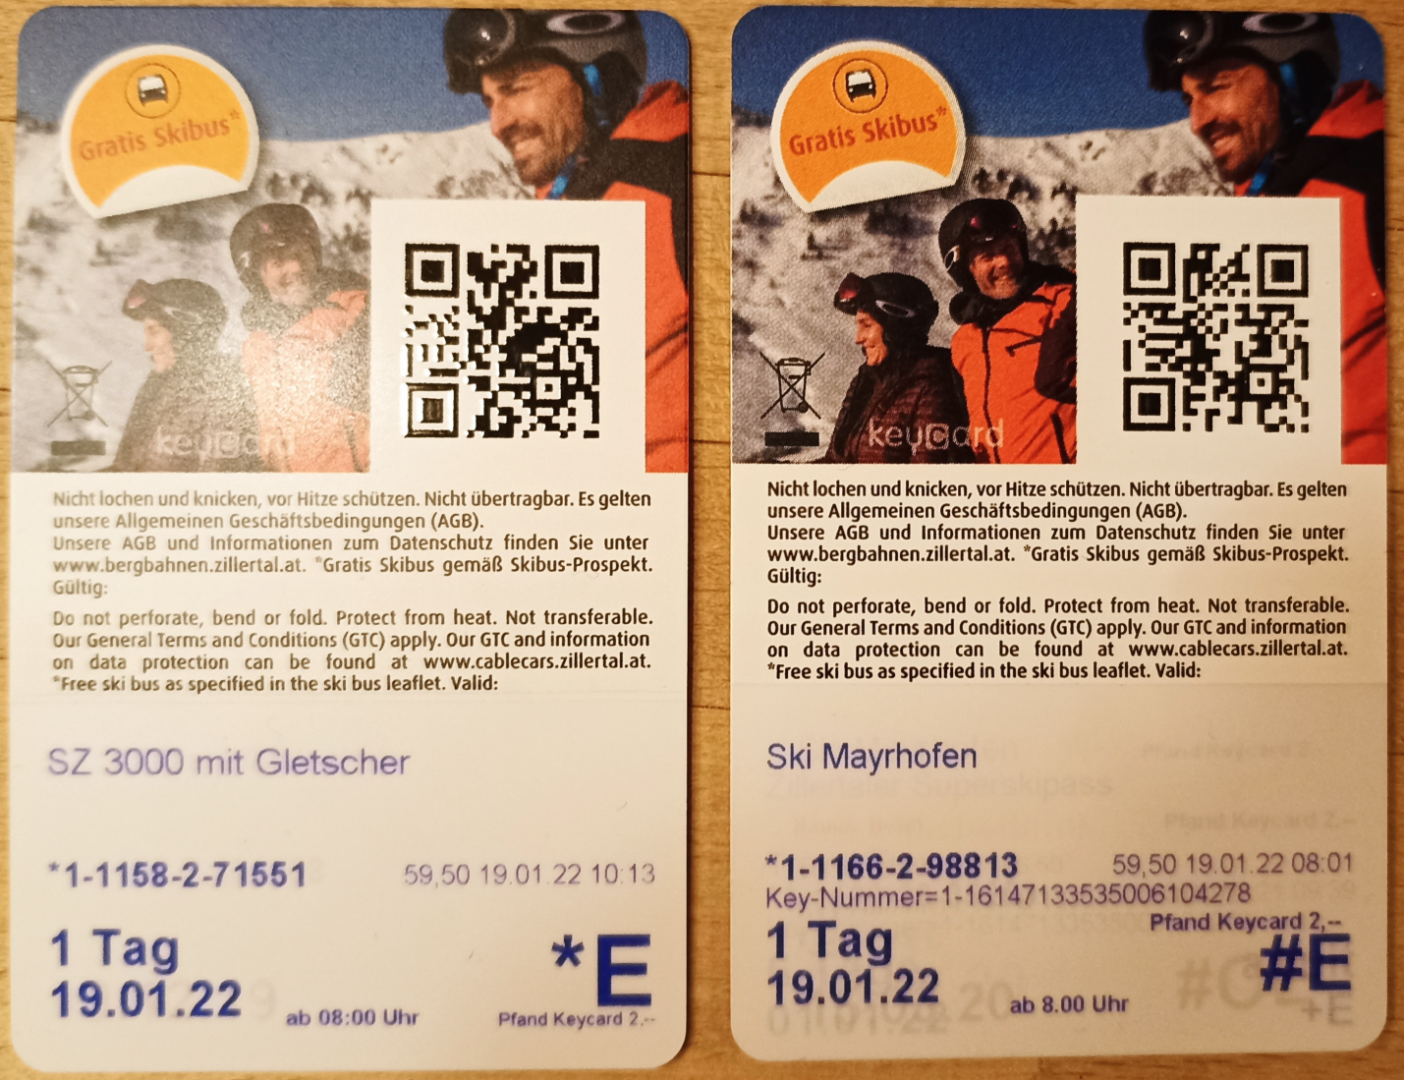 Gratis Skibus*
keycard
Nicht lochen und knicken, vor Hitze schützen. Nicht übertragbar. Es gelten
unsere Allgemeinen Geschäftsbedingungen (AGB).
Unsere AGB und Informationen zum Datenschutz finden Sie unter
www.bergbahnen.zillertal.at. *Gratis Skibus gemäß Skibus-Prospekt.
Gültig:
Do not perforate, bend or fold. Protect from heat. Not transferable.
Our General Terms and Conditions (GTC) apply. Our GTC and information
on data protection can be found at www.cablecars.zillertal.at.
*Free ski bus as specified in the ski bus leaflet. Valid:
SZ 3000 mit Gletscher
*1-1158-2-71551 59,50 19.01.22 10:13
1 Tag
*E
19.01.22 ab 08:00 Uhr Pfand Keycard 2,--
Gratis Skibus*
keycard
Nicht lochen und knicken, vor Hitze schützen. Nicht übertragbar. Es gelten
unsere Allgemeinen Geschäftsbedingungen (AGB).
Unsere AGB und Informationen zum Datenschutz finden Sie unter
www.bergbahnen.zillertal.at. *Gratis Skibus gemäß Skibus-Prospekt.
Gültig:
Do not perforate, bend or fold. Protect from heat. Not transferable.
Our General Terms and Conditions (GTC) apply. Our GTC and information
on data protection can be found at www.cablecars.zillertal.at.
*Free ski bus as specified in the ski bus leaflet. Valid:
Ski Mayrhofen
Zillertaler Superskipass
Pfand Keycard 2,--
*1-1166-2-98813 59,50 19.01.22 08:01
Key-Nummer=1-16147133535006104278
Pfand Keycard 2,--
1 Tag
#E
19.01.22 ab 8.00 Uhr
+E